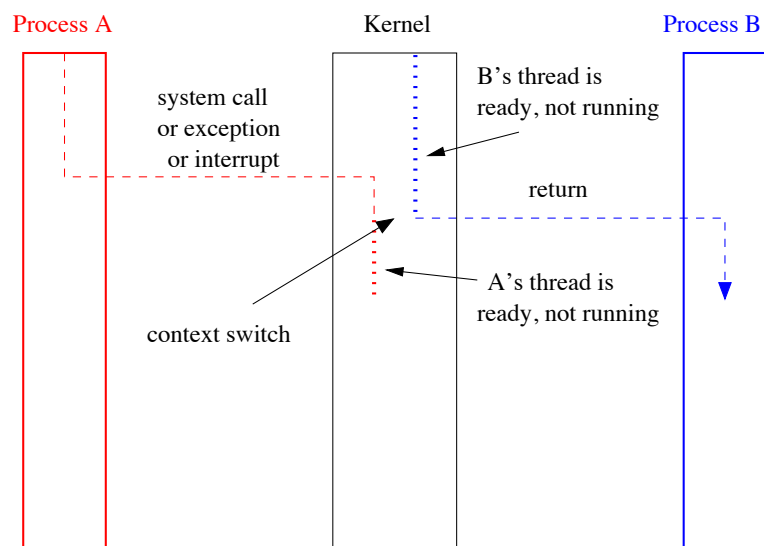 Process A
Kernel
Process B
system call
or exception
or interrupt
B’s thread is
ready, not running
return
A’s thread is
ready, not running
context switch